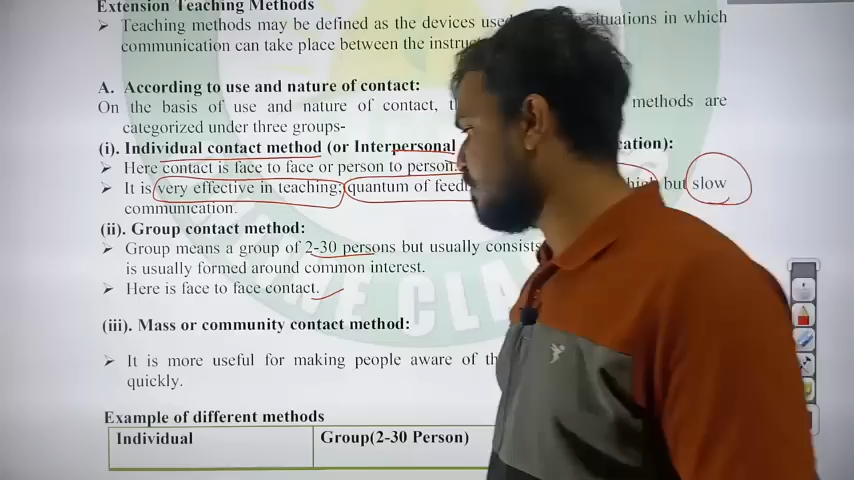 Extension Teaching Methods
➢ Teaching methods may be defined as the devices used situations in which
communication can take place between the
A. According to use and nature of contact:
On the basis of use and nature of contact, methods are
categorized under three groups-
(i). Individual contact method (or Interpersonal
➢ Here contact is face to face or person to person.
➢ It is very effective in teaching; quantum of high but slow
communication.
(ii). Group contact method:
➢ Group means a group of 2-30 persons but usually consists
is usually formed around common interest.
➢ Here is face to face contact.
(iii). Mass or community contact method:
➢ It is more useful for making people aware of
quickly.
Example of different methods
Individual Group(2-30 Person)